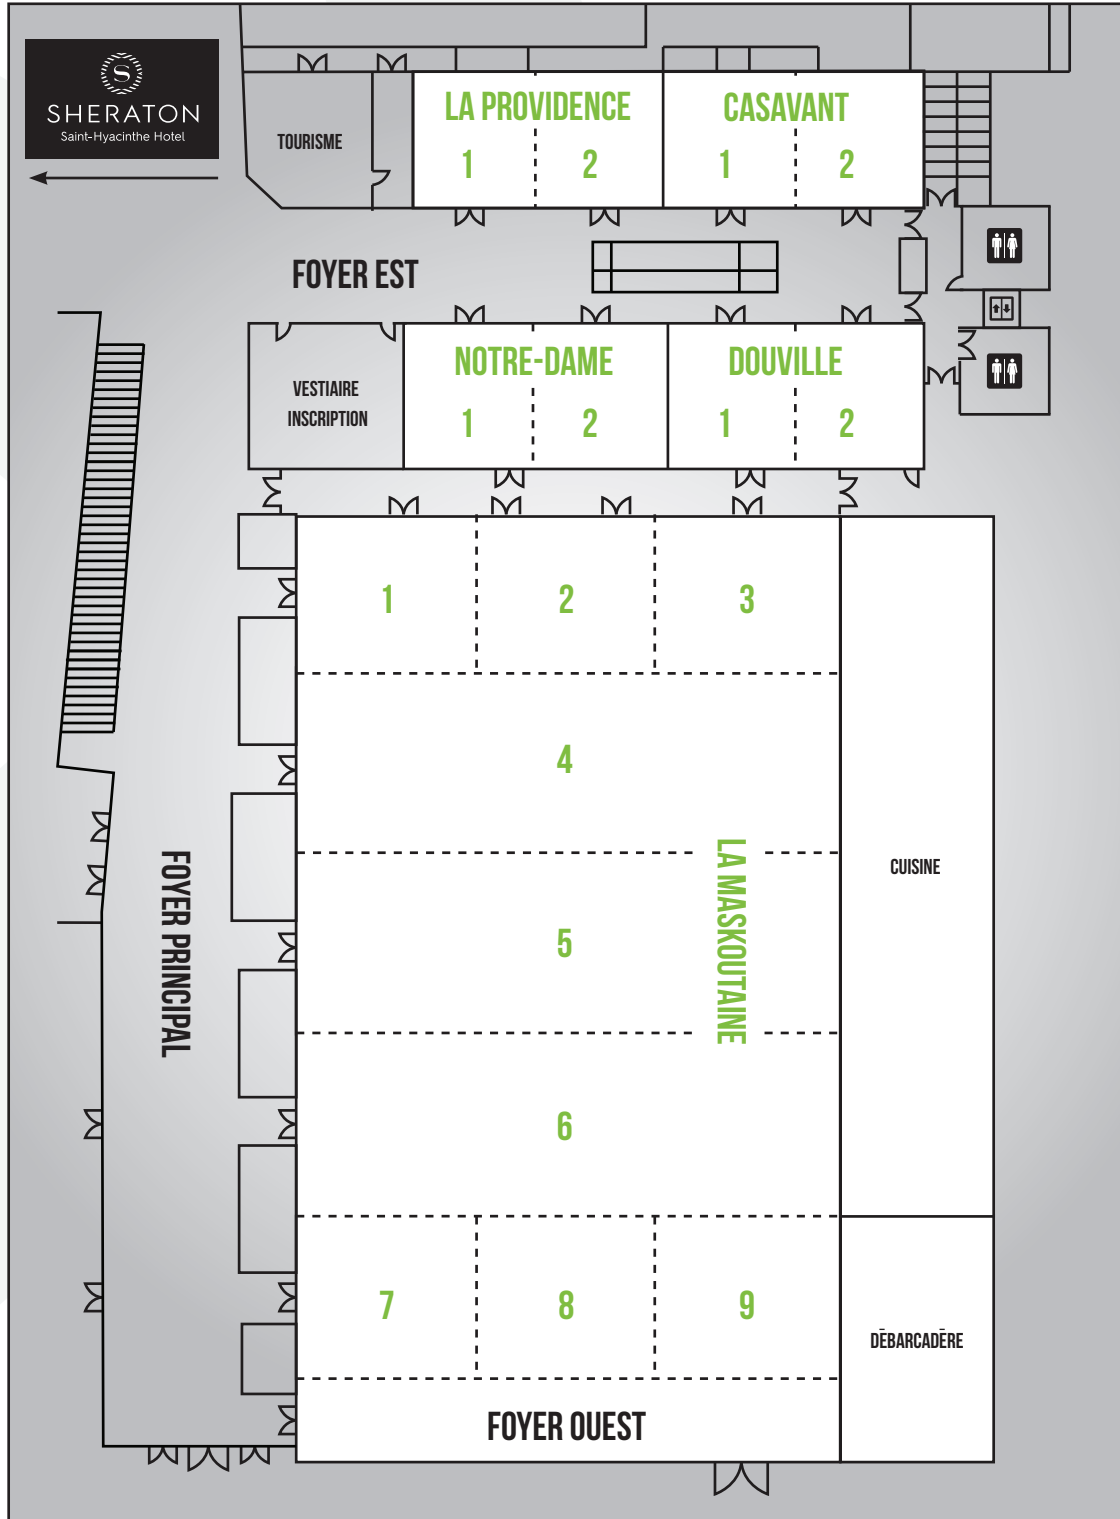 S
SHERATON
Saint-Hyacinthe Hotel
TOURISME
LA PROVIDENCE
1
2
CASAVANT
1
2
FOYER EST
VESTIAIRE
INSCRIPTION
NOTRE-DAME
1
2
DOUVILLE
1
2
1
2
3
4
5
6
LA MASKOUTAINE
CUISINE
FOYER PRINCIPAL
7
8
9
DĒBARCADĒRE
FOYER OUEST